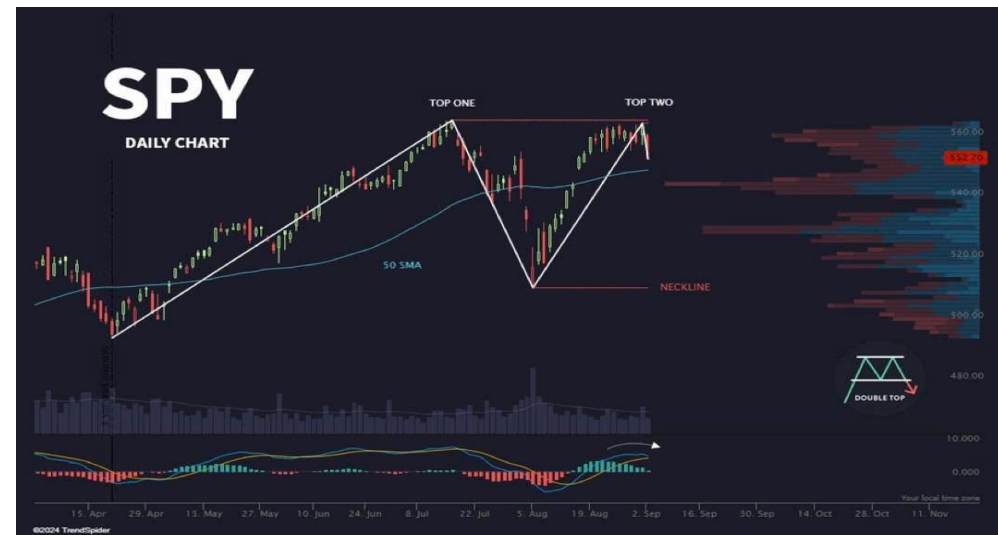 SPY
DAILY CHART
TOP ONE
TOP TWO
560.00
552.70
540.00
50 SMA
520.00
NECKLINE
500.00
480.00
DOUBLE TOP
10.000
0.000
Your local time zone
15. Apr 29. Apr 13. May 27. May 10. Jun 24. Jun 8. Jul 22. Jul 5. Aug 19. Aug 2. Sep 16. Sep 30. Sep 14. Oct 28. Oct 11. Nov
©2024 TrendSpider